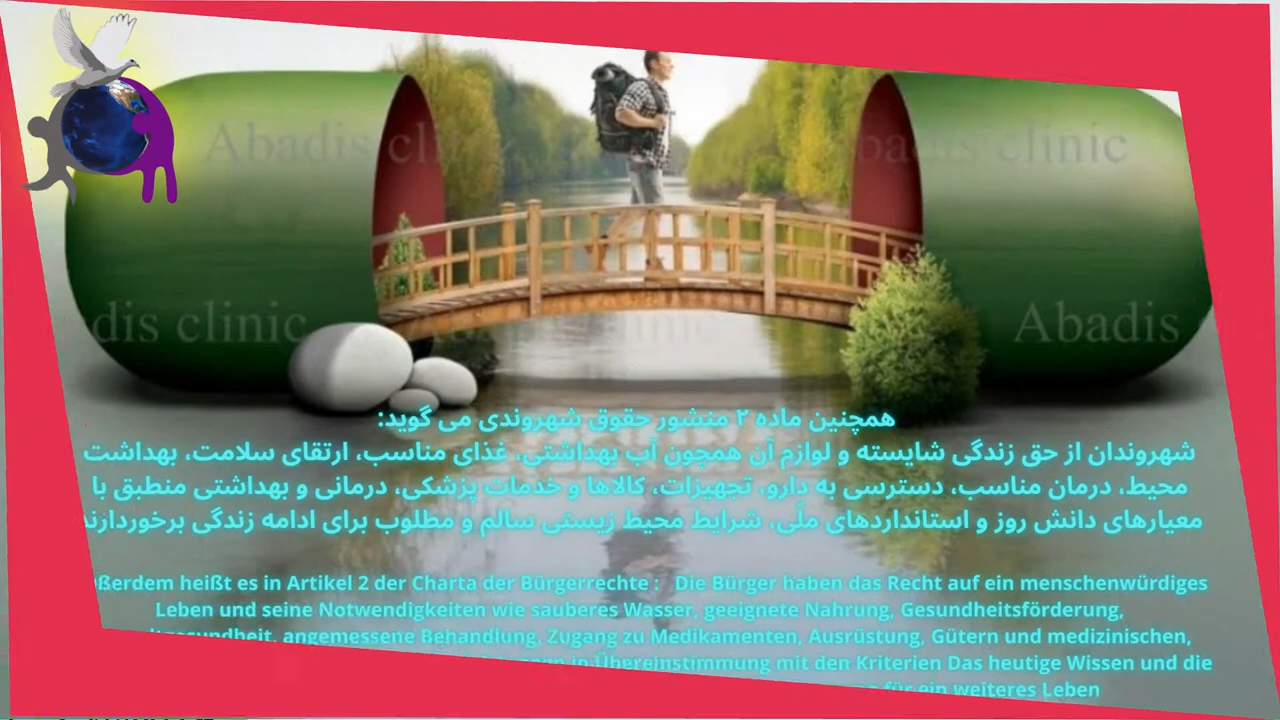 Abadis clinic
Abadis clinic
همچنین ماده ۲ منشور حقوق شهروندی می گوید:
شهروندان از حق زندگی شایسته و لوازم آن همچون آب بهداشتی، غذای مناسب، ارتقای سلامت، بهداشت
محیط، درمان مناسب، دسترسی به دارو، تجهیزات، کالاها و خدمات پزشکی، درمانی و بهداشتی منطبق با
معیارهای دانش روز و استانداردهای ملّی، شرایط محیط زیستی سالم و مطلوب برای ادامه زندگی برخوردارند
heißt es in Artikel 2 der Charta der Bürgerrechte : Die Bürger haben das Recht auf ein menschenwürdiges
Leben und seine Notwendigkeiten wie sauberes Wasser, geeignete Nahrung, Gesundheitsförderung,
angemessene Behandlung, Zugang zu Medikamenten, Ausrüstung, Gütern und medizinischen,
in Übereinstimmung mit den Kriterien Das heutige Wissen und die
für ein weiteres Leben